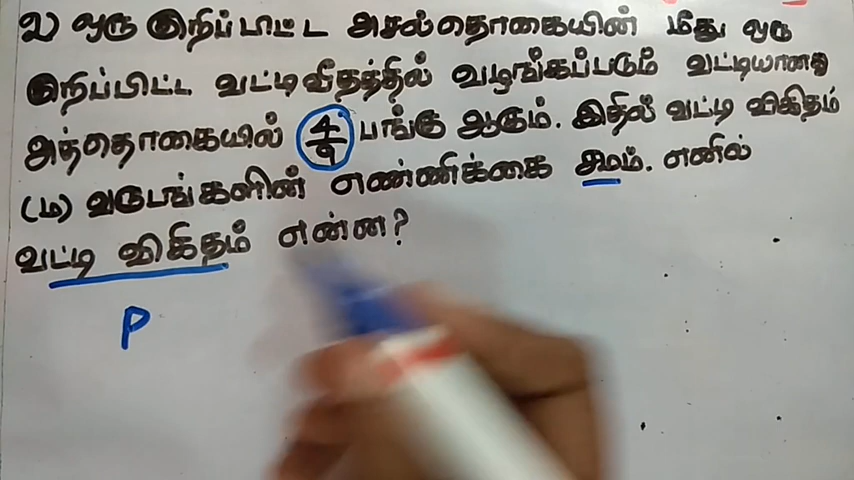 2) ஒரு குறிப்பிட்ட அசல்தொகையின் மீது ஒரு
குறிப்பிட்ட வட்டிவீதத்தில் வழங்கப்படும் வட்டியானது
அத்தொகையில் 4/9 பங்கு ஆகும். இதில் வட்டி விகிதம்
(ம) வருடங்களின் எண்ணிக்கை சமம். எனில்
வட்டி விகிதம் என்ன?
P